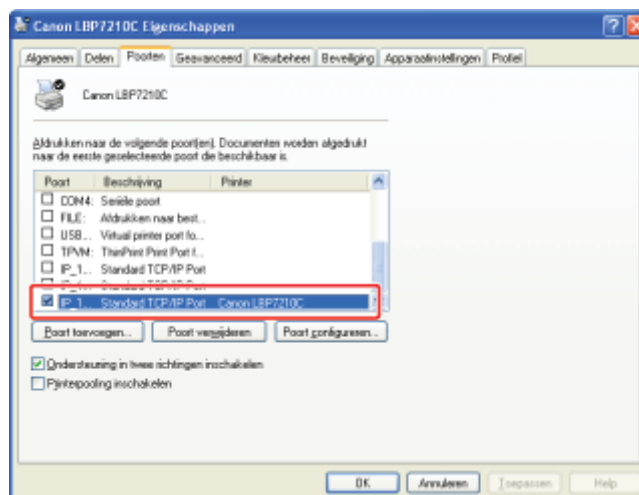 Canon LBP7210C Eigenschappen
Algemeen Delen Poorten Geavanceerd Kleurbeheer Beveiliging Apparaatinstellingen Profiel
Canon LBP7210C
Afdrukken naar de volgende poort(en). Documenten worden afgedrukt
naar de eerste geselecteerde poort die beschikbaar is.
Poort Beschrijving Printer
COM4: Seriële poort
FILE: Afdrukken naar best...
USB... Virtual printer port fo...
TPVM: ThinPrint Print Port f...
IP_1... Standard TCP/IP Port
IP_1... Standard TCP/IP Port Canon LBP7210C
Poort toevoegen... Poort verwijderen Poort configureren...
Ondersteuning in twee richtingen inschakelen
Printerpooling inschakelen
OK Annuleren Toepassen Help